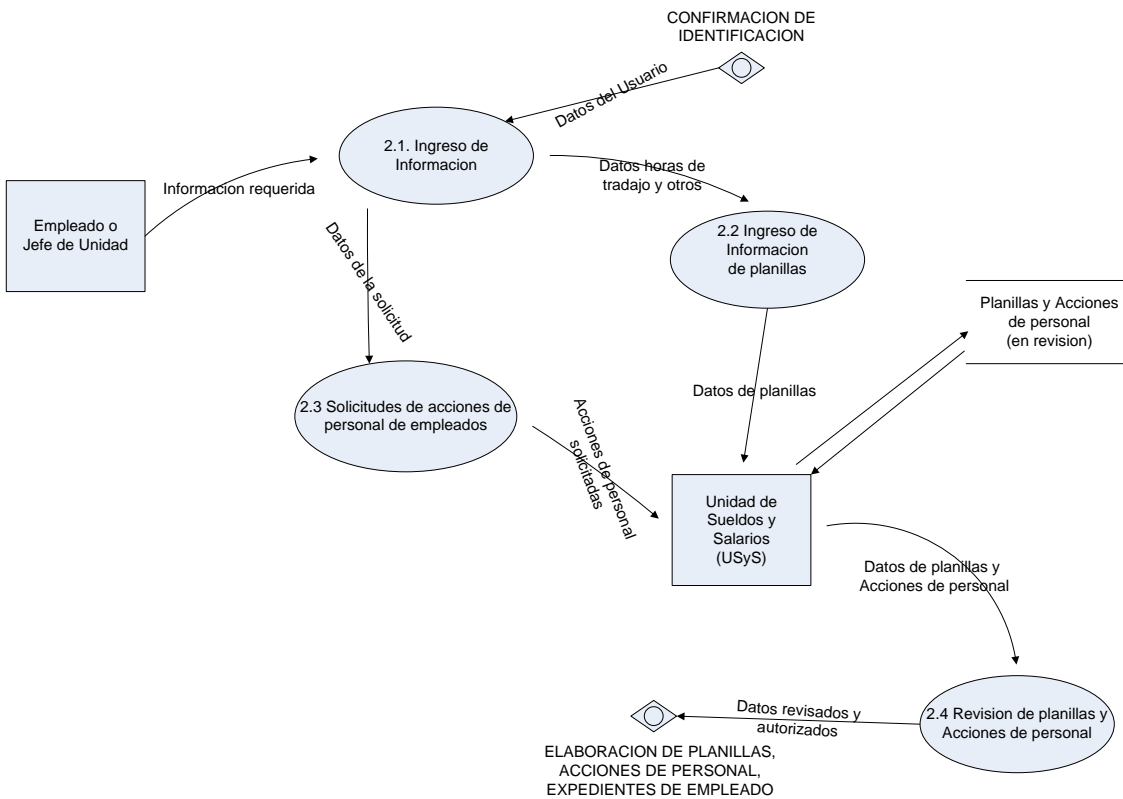 CONFIRMACION DE
IDENTIFICACION
Datos del Usuario
2.1. Ingreso de
Informacion
Informacion requerida
Empleado o
Jefe de Unidad
Datos horas de
tradajo y otros
2.2 Ingreso de
Informacion
de planillas
Datos de la solicitud
Planillas y Acciones
de personal
(en revision)
2.3 Solicitudes de acciones de
personal de empleados
Datos de planillas
Acciones de personal
solicitadas
Unidad de
Sueldos y
Salarios
(USyS)
Datos de planillas y
Acciones de personal
2.4 Revision de planillas y
Acciones de personal
Datos revisados y
autorizados
ELABORACION DE PLANILLAS,
ACCIONES DE PERSONAL,
EXPEDIENTES DE EMPLEADO